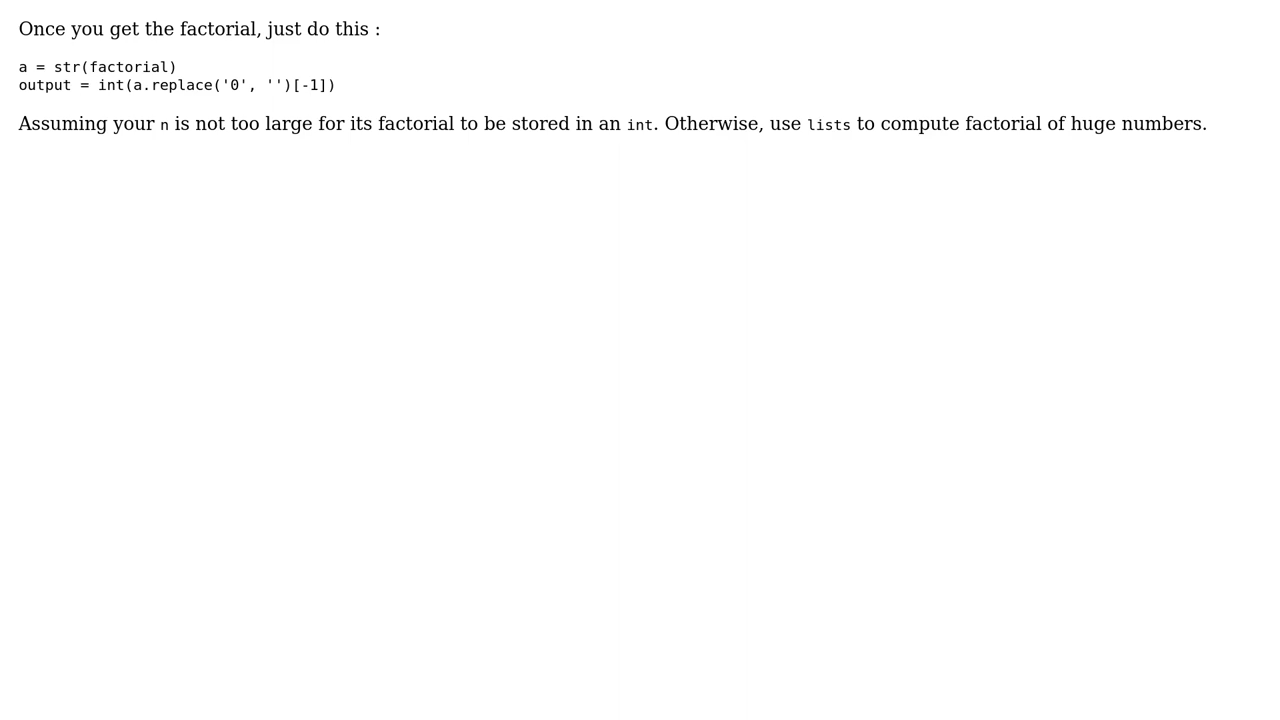 Once you get the factorial, just do this :
a = str(factorial)
output = int(a.replace('0', '')[-1])
Assuming your n is not too large for its factorial to be stored in an int. Otherwise, use lists to compute factorial of huge numbers.